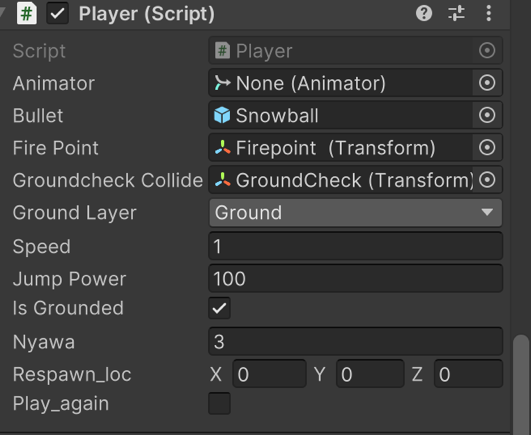 Player (Script)
Script Player
Animator None (Animator)
Bullet Snowball
Fire Point Firepoint (Transform)
Groundcheck Collide GroundCheck (Transform)
Ground Layer Ground
Speed 1
Jump Power 100
Is Grounded
Nyawa 3
Respawn_loc X 0 Y 0 Z 0
Play_again